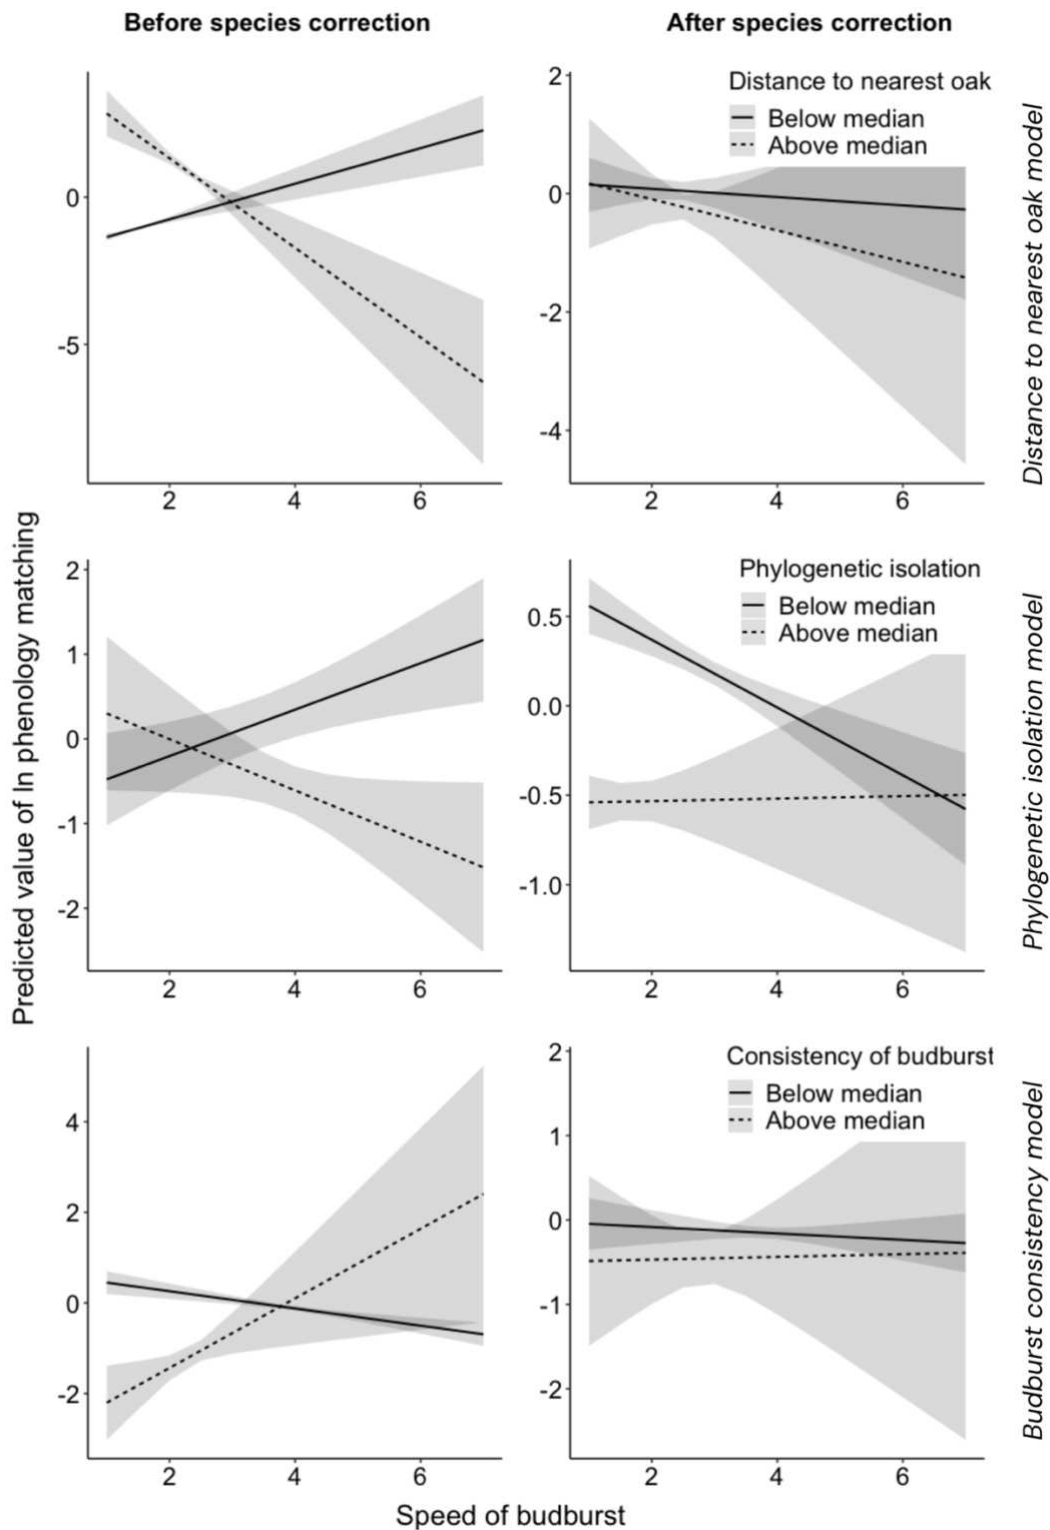 Before species correction
After species correction
Distance to nearest oak
Below median
Above median
0
-5
2
4
6
2
0
-2
-4
2
4
6
Distance to nearest oak model
Predicted value of ln phenology matching
2
1
0
-1
-2
2
4
6
Phylogenetic isolation
Below median
Above median
0.5
0.0
-0.5
-1.0
2
4
6
Phylogenetic isolation model
4
2
0
-2
2
4
6
Consistency of budburst
Below median
Above median
2
1
0
-1
-2
2
4
6
Budburst consistency model
Speed of budburst